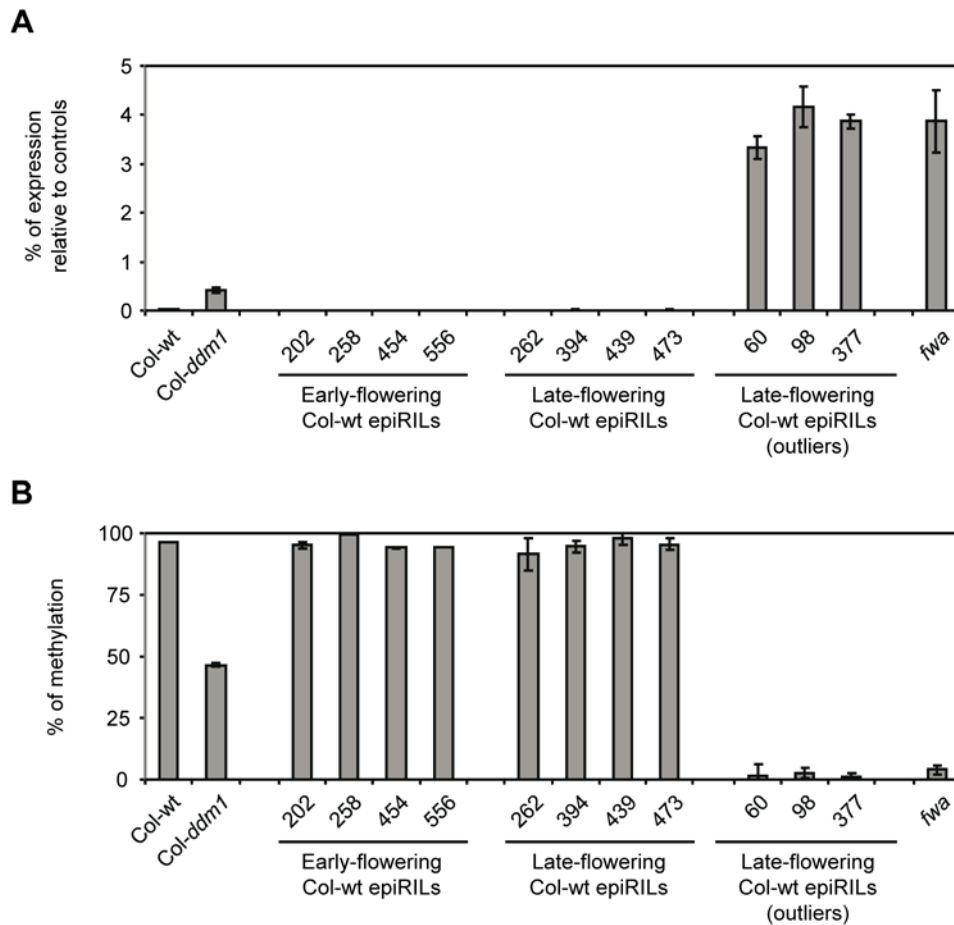 A
% of expression
relative to controls
5
4
3
2
1
0
Col-wt
Col-ddm1
202
258
454
556
262
394
439
473
60
98
377
fwa
Early-flowering
Col-wt epiRILs
Late-flowering
Col-wt epiRILs
Late-flowering
Col-wt epiRILs
(outliers)
B
% of methylation
100
75
50
25
0
Col-wt
Col-ddm1
202
258
454
556
262
394
439
473
60
98
377
fwa
Early-flowering
Col-wt epiRILs
Late-flowering
Col-wt epiRILs
Late-flowering
Col-wt epiRILs
(outliers)